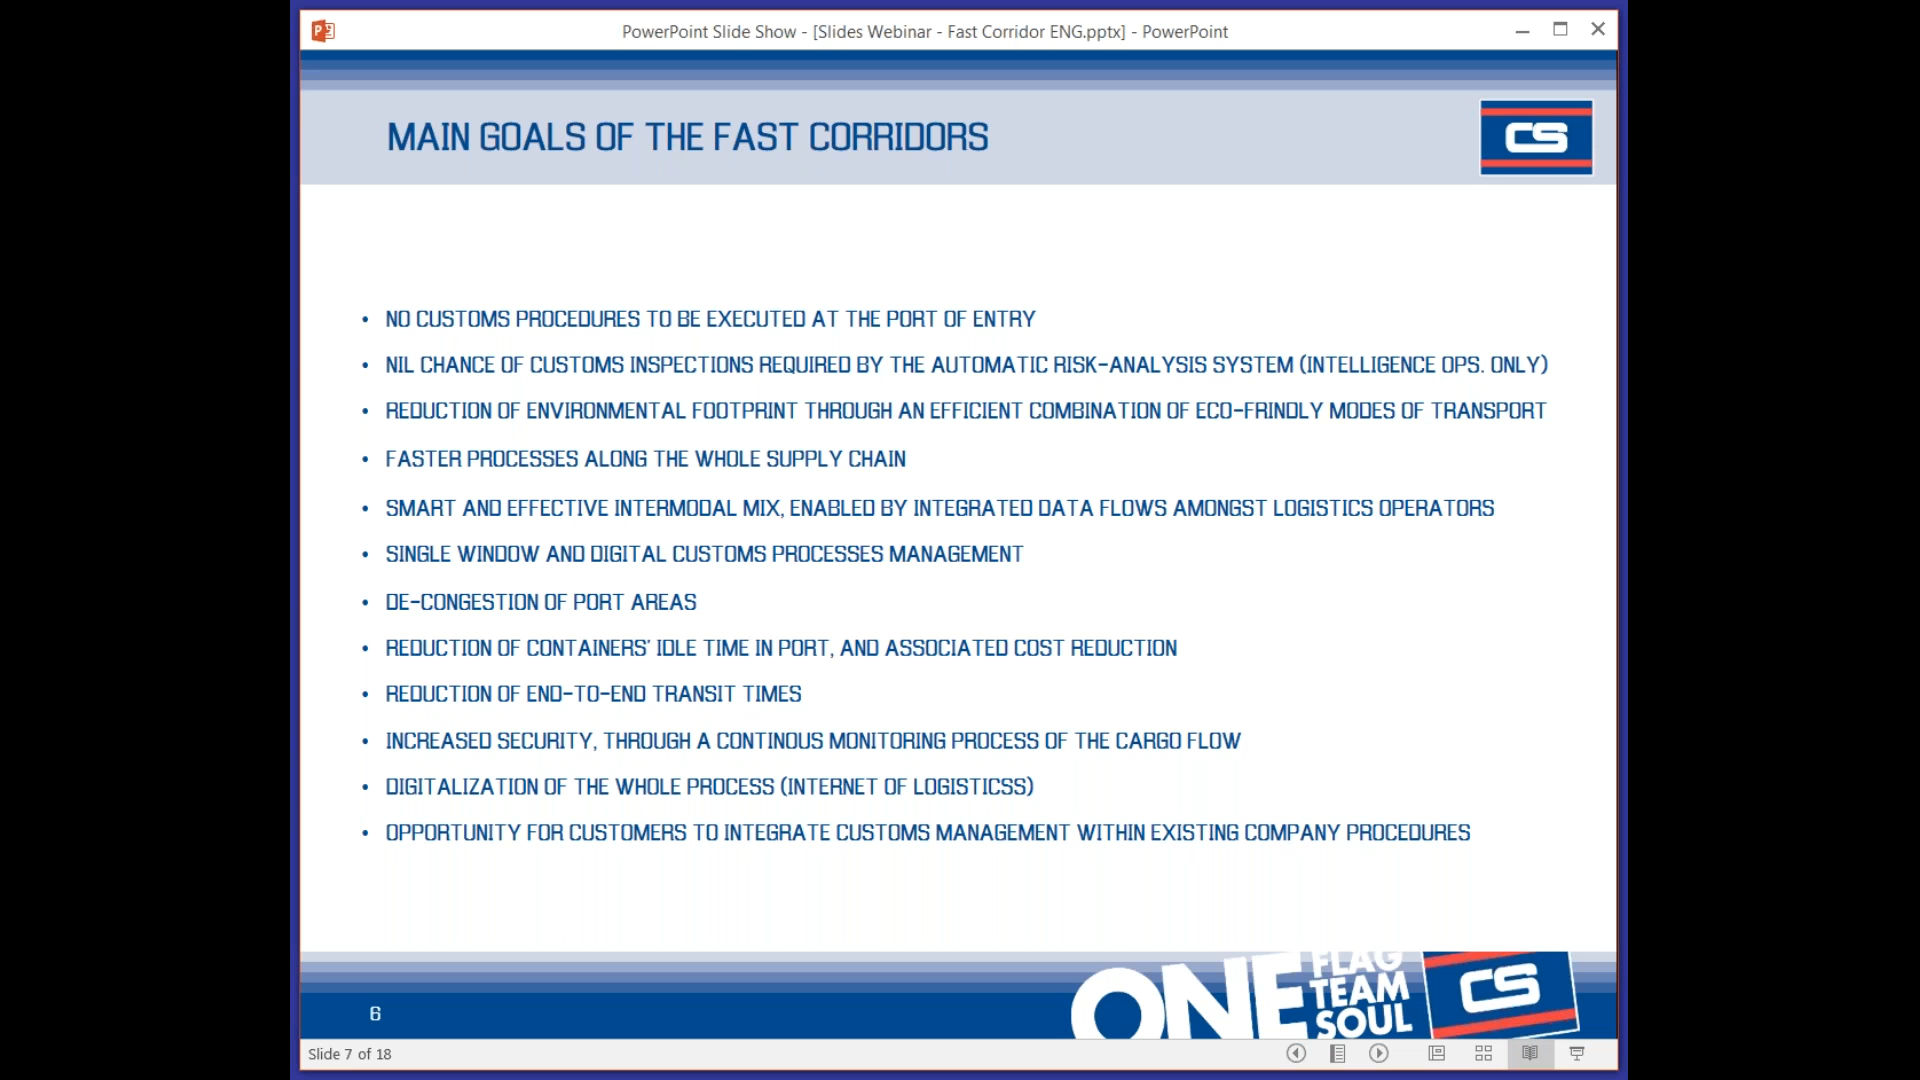 PowerPoint Slide Show - [Slides Webinar - Fast Corridor ENG.pptx] - PowerPoint
MAIN GOALS OF THE FAST CORRIDORS
CS
• NO CUSTOMS PROCEDURES TO BE EXECUTED AT THE PORT OF ENTRY
• NIL CHANCE OF CUSTOMS INSPECTIONS REQUIRED BY THE AUTOMATIC RISK-ANALYSIS SYSTEM (INTELLIGENCE OPS. ONLY)
• REDUCTION OF ENVIRONMENTAL FOOTPRINT THROUGH AN EFFICIENT COMBINATION OF ECO-FRINDLY MODES OF TRANSPORT
• FASTER PROCESSES ALONG THE WHOLE SUPPLY CHAIN
• SMART AND EFFECTIVE INTERMODAL MIX, ENABLED BY INTEGRATED DATA FLOWS AMONGST LOGISTICS OPERATORS
• SINGLE WINDOW AND DIGITAL CUSTOMS PROCESSES MANAGEMENT
• DE-CONGESTION OF PORT AREAS
• REDUCTION OF CONTAINERS' IDLE TIME IN PORT, AND ASSOCIATED COST REDUCTION
• REDUCTION OF END-TO-END TRANSIT TIMES
• INCREASED SECURITY, THROUGH A CONTINOUS MONITORING PROCESS OF THE CARGO FLOW
• DIGITALIZATION OF THE WHOLE PROCESS (INTERNET OF LOGISTICSS)
• OPPORTUNITY FOR CUSTOMERS TO INTEGRATE CUSTOMS MANAGEMENT WITHIN EXISTING COMPANY PROCEDURES
6
ONE
FLAG
TEAM
SOUL
CS
Slide 7 of 18